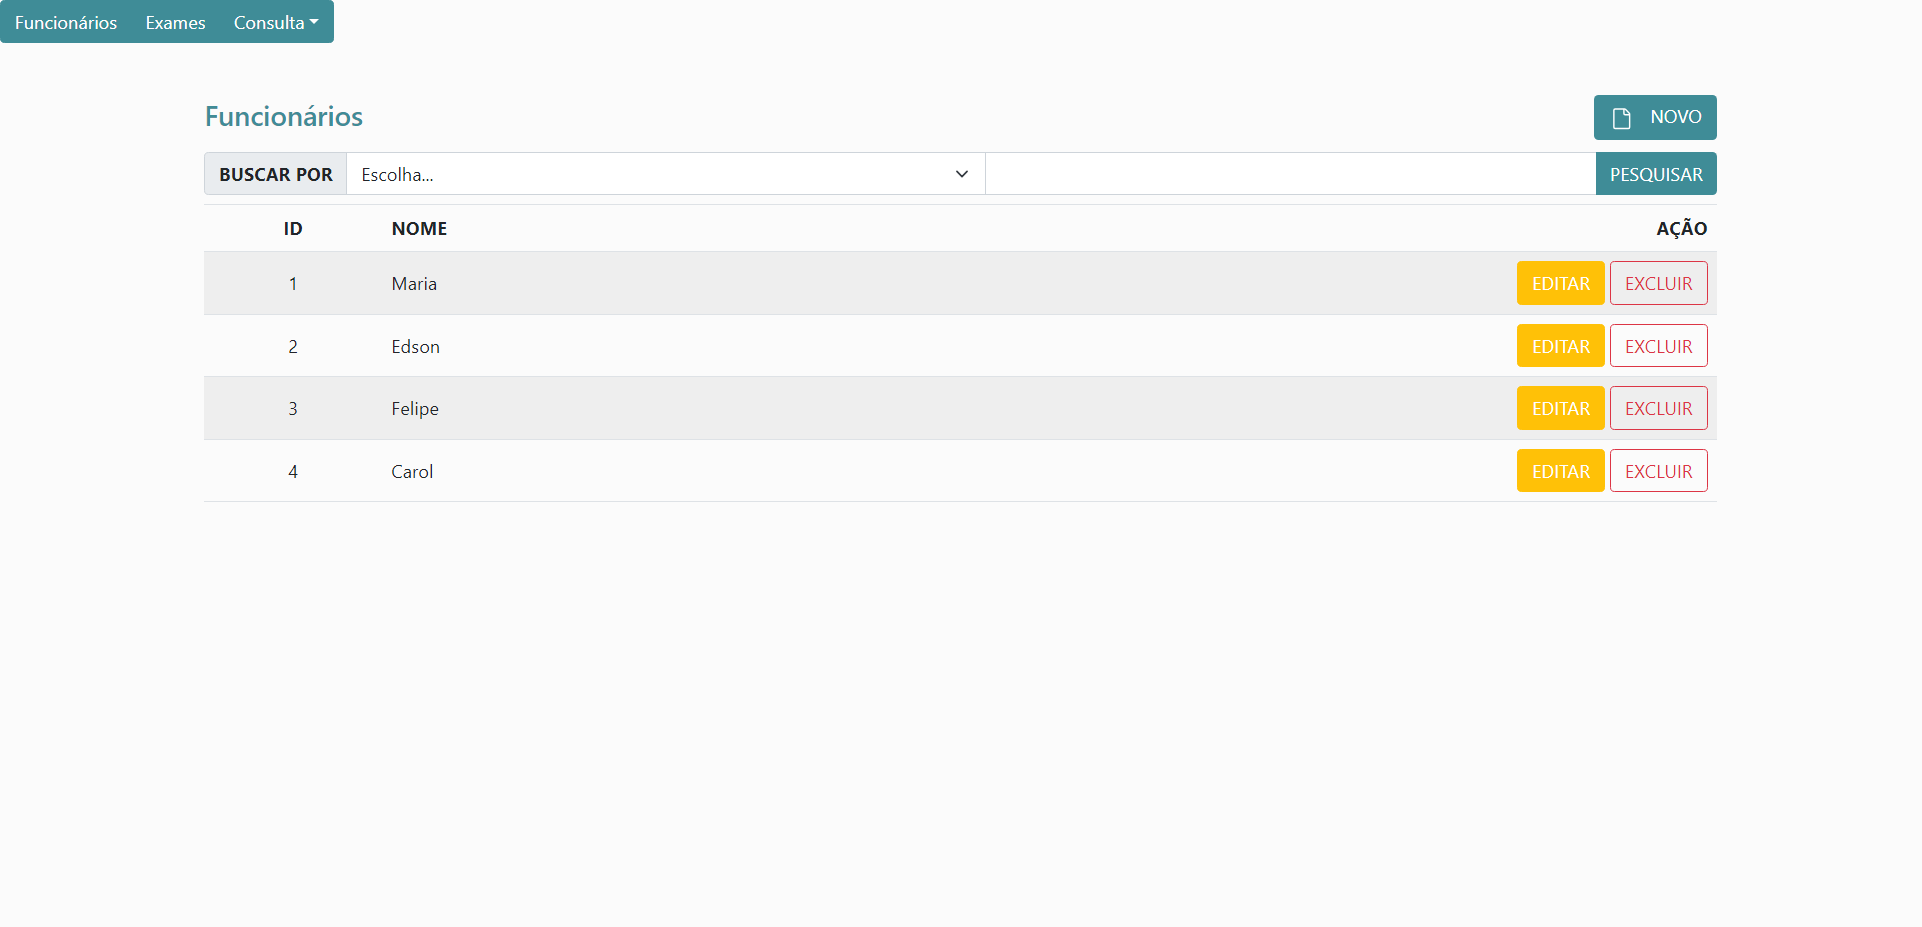 Funcionários Exames Consulta
Funcionários NOVO
BUSCAR POR Escolha... PESQUISAR
ID NOME AÇÃO
1 Maria EDITAR EXCLUIR
2 Edson EDITAR EXCLUIR
3 Felipe EDITAR EXCLUIR
4 Carol EDITAR EXCLUIR